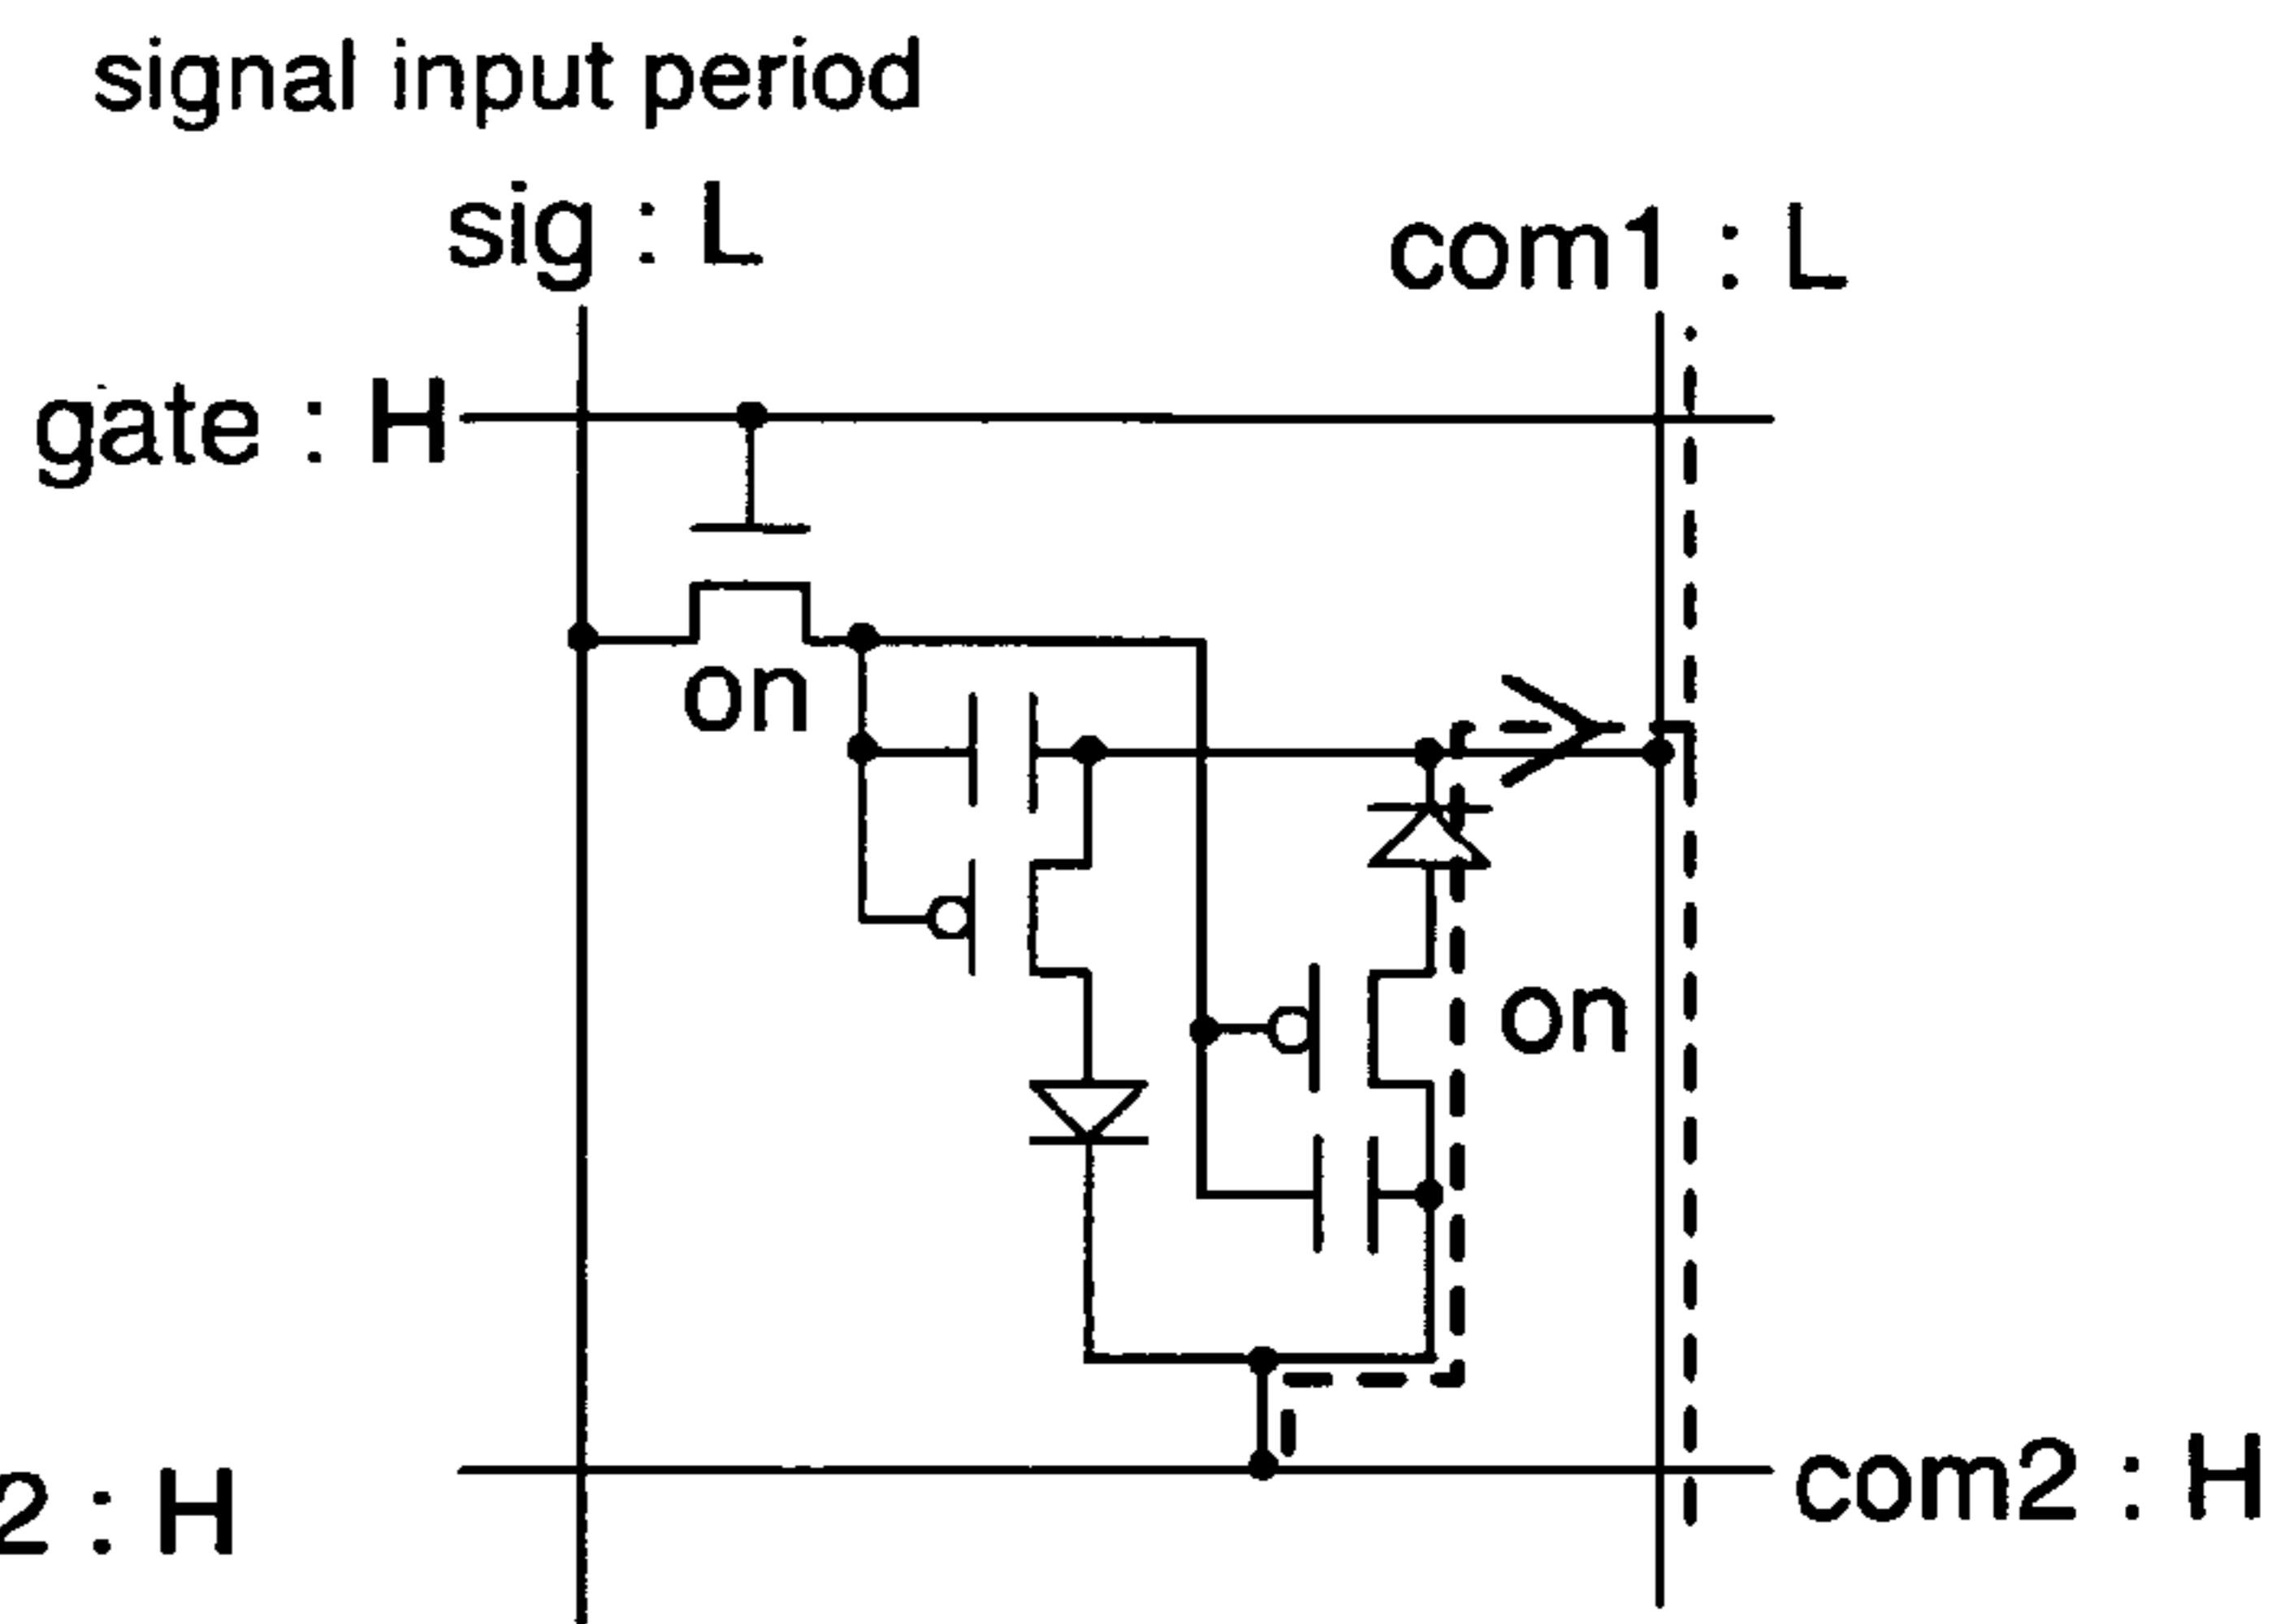 signal input period
sig : L
com1 : L
gate : H
on
on
2 : H
com2 : H